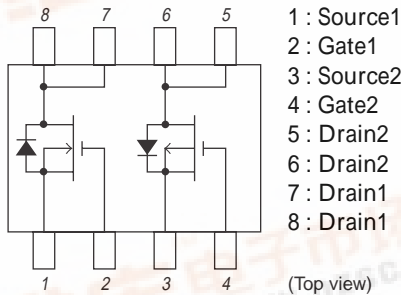 8 7 6 5
1 : Source1
2 : Gate1
3 : Source2
4 : Gate2
5 : Drain2
6 : Drain2
7 : Drain1
8 : Drain1
1 2 3 4
(Top view)